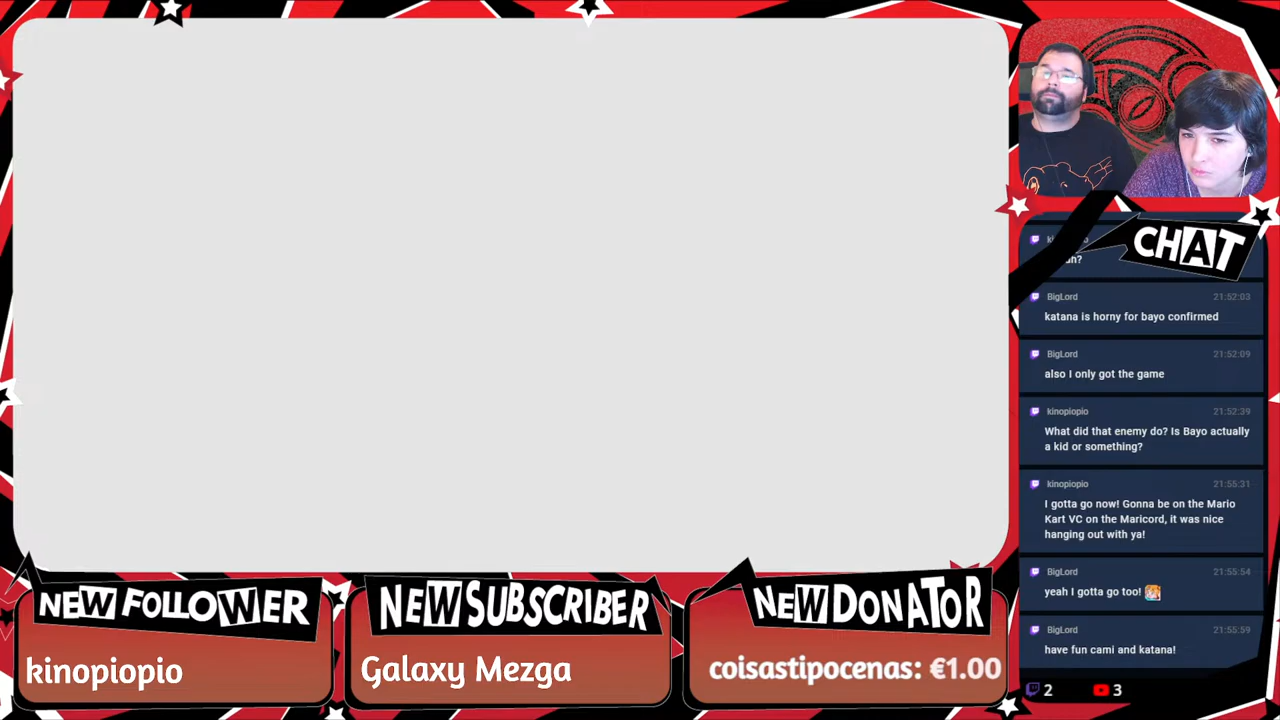 CHAT
BigLord 21:52:03
katana is horny for bayo confirmed
BigLord 21:52:09
also I only got the game
kinopiopio 21:52:39
What did that enemy do? Is Bayo actually
a kid or something?
kinopiopio 21:55:31
I gotta go now! Gonna be on the Mario
Kart VC on the Maricord, it was nice
hanging out with ya!
BigLord 21:55:54
yeah I gotta go too!
BigLord 21:55:59
have fun cami and katana!
2 3
NEW FOLLOWER
kinopiopio
NEW SUBSCRIBER
Galaxy Mezga
NEW DONATOR
coisastipocenas: €1.00